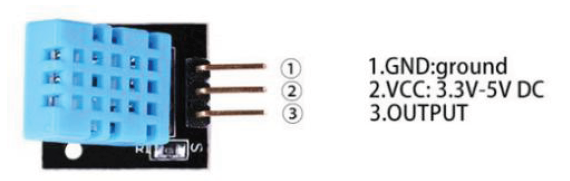 ①
②
③
1.GND:ground
2.VCC: 3.3V-5V DC
3.OUTPUT
S